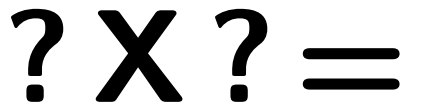 ? X ? =